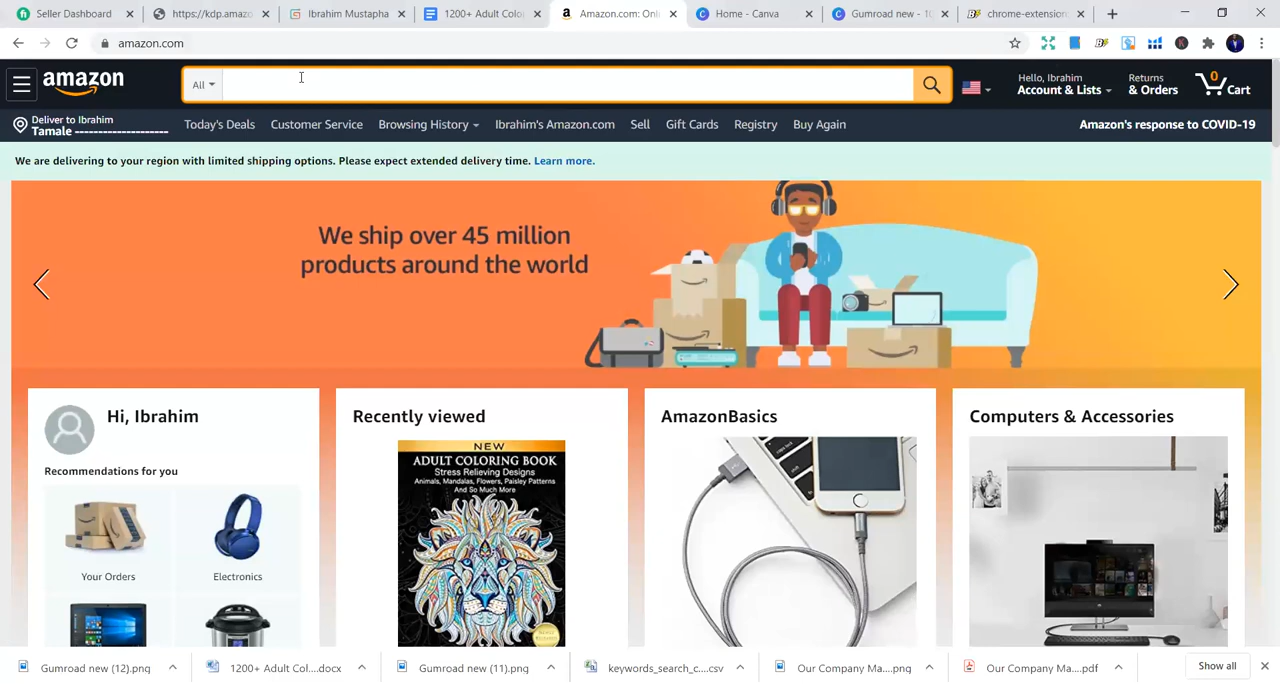 Seller Dashboard
https://kdp.amazo
Ibrahim Mustapha
1200+ Adult Colo
Amazon.com: Onli
Home - Canva
Gumroad new - 10
chrome-extension
amazon.com
amazon
All
Hello, Ibrahim
Account & Lists
Returns
& Orders
0
Cart
Deliver to Ibrahim
Tamale --------------------
Today's Deals
Customer Service
Browsing History
Ibrahim's Amazon.com
Sell
Gift Cards
Registry
Buy Again
Amazon's response to COVID-19
We are delivering to your region with limited shipping options. Please expect extended delivery time. Learn more.
We ship over 45 million
products around the world
Hi, Ibrahim
Recommendations for you
Your Orders
Electronics
Recently viewed
NEW
ADULT COLORING BOOK
Stress Relieving Designs
Animals, Mandalas, Flowers, Paisley Patterns
And So Much More
AmazonBasics
Computers & Accessories
Gumroad new (12).png
1200+ Adult Col....docx
Gumroad new (11).png
keywords_search_c....csv
Our Company Ma....png
Our Company Ma....pdf
Show all